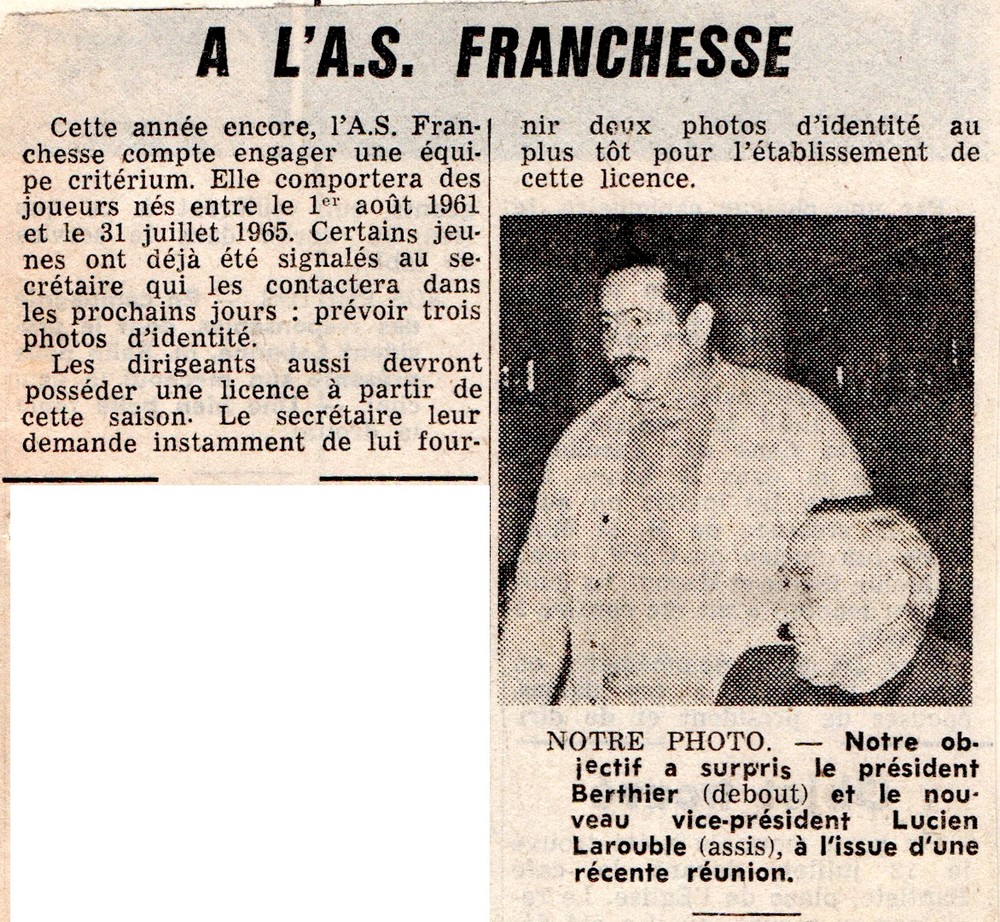 A L'A.S. FRANCHESSE
Cette année encore, l'A.S. Fran-
chesse compte engager une équi-
pe critérium. Elle comportera des
joueurs nés entre le 1er août 1961
et le 31 juillet 1965. Certains jeu-
nes ont déjà été signalés au se-
crétaire qui les contactera dans
les prochains jours : prévoir trois
photos d'identité.
Les dirigeants aussi devront
posséder une licence à partir de
cette saison. Le secrétaire leur
demande instamment de lui four-
nir deux photos d'identité au
plus tôt pour l'établissement de
cette licence.
NOTRE PHOTO. — Notre ob-
jectif a surpris le président
Berthier (debout) et le nou-
veau vice-président Lucien
Larouble (assis), à l'issue d'une
récente réunion.